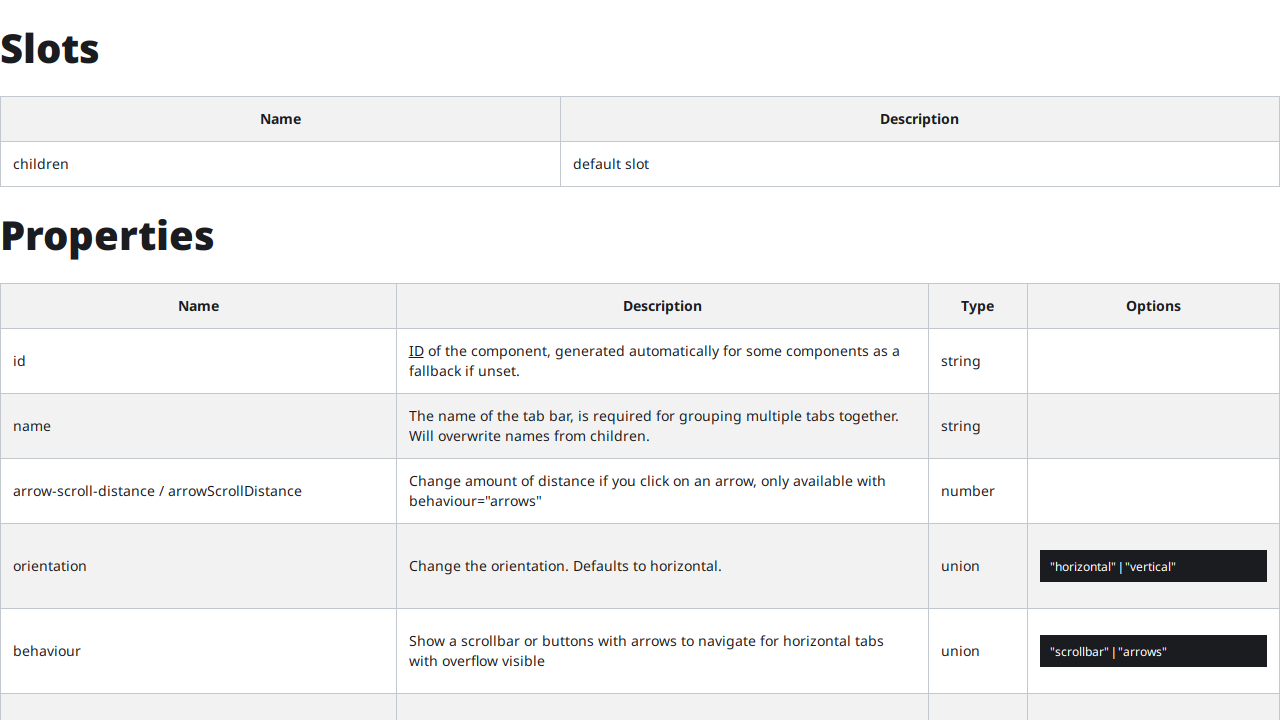 Slots
Name Description
children default slot
Properties
Name Description Type Options
id ID of the component, generated automatically for some components as a fallback if unset. string
name The name of the tab bar, is required for grouping multiple tabs together. Will overwrite names from children. string
arrow-scroll-distance / arrowScrollDistance Change amount of distance if you click on an arrow, only available with behaviour="arrows" number
orientation Change the orientation. Defaults to horizontal. union "horizontal" | "vertical"
behaviour Show a scrollbar or buttons with arrows to navigate for horizontal tabs with overflow visible union "scrollbar" | "arrows"